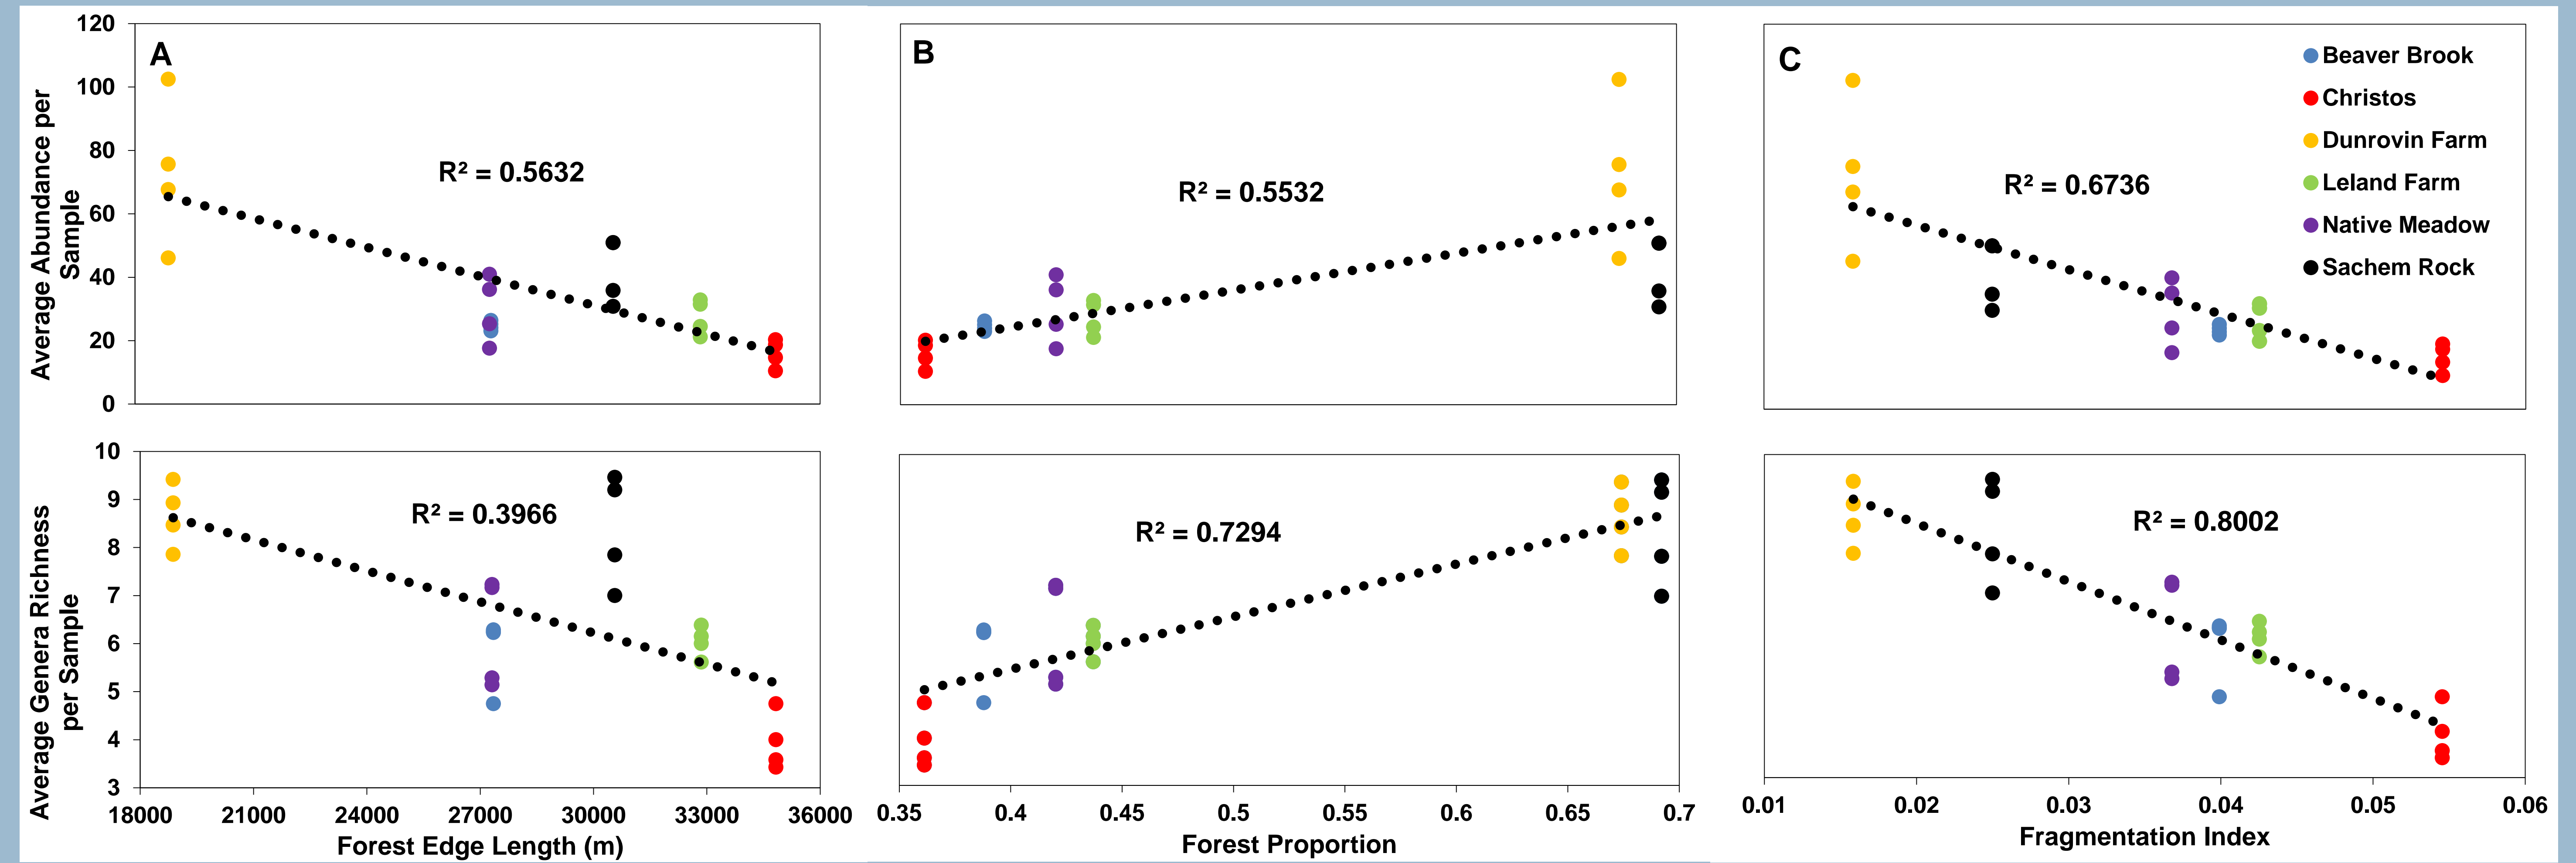 A
B
C
120
100
80
60
40
20
0
Average Abundance per
Sample
R² = 0.5632
R² = 0.5532
R² = 0.6736
Beaver Brook
Christos
Dunrovin Farm
Leland Farm
Native Meadow
Sachem Rock
10
9
8
7
6
5
4
3
Average Genera Richness
per Sample
R² = 0.3966
R² = 0.7294
R² = 0.8002
18000 21000 24000 27000 30000 33000 36000
Forest Edge Length (m)
0.35 0.4 0.45 0.5 0.55 0.6 0.65 0.7
Forest Proportion
0.01 0.02 0.03 0.04 0.05 0.06
Fragmentation Index